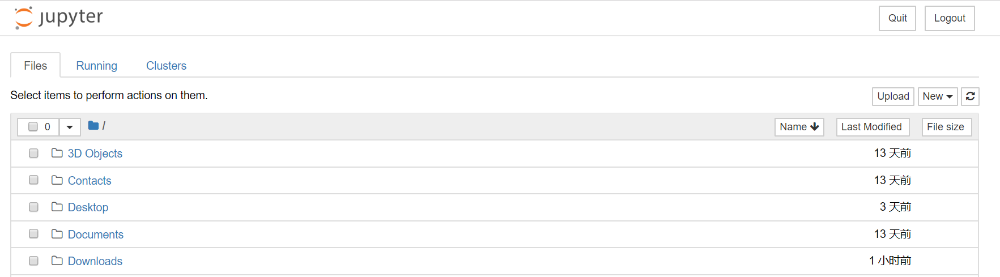 jupyter Quit Logout
Files Running Clusters
Select items to perform actions on them. Upload New
0 / Name Last Modified File size
3D Objects 13 天前
Contacts 13 天前
Desktop 3 天前
Documents 13 天前
Downloads 1 小时前